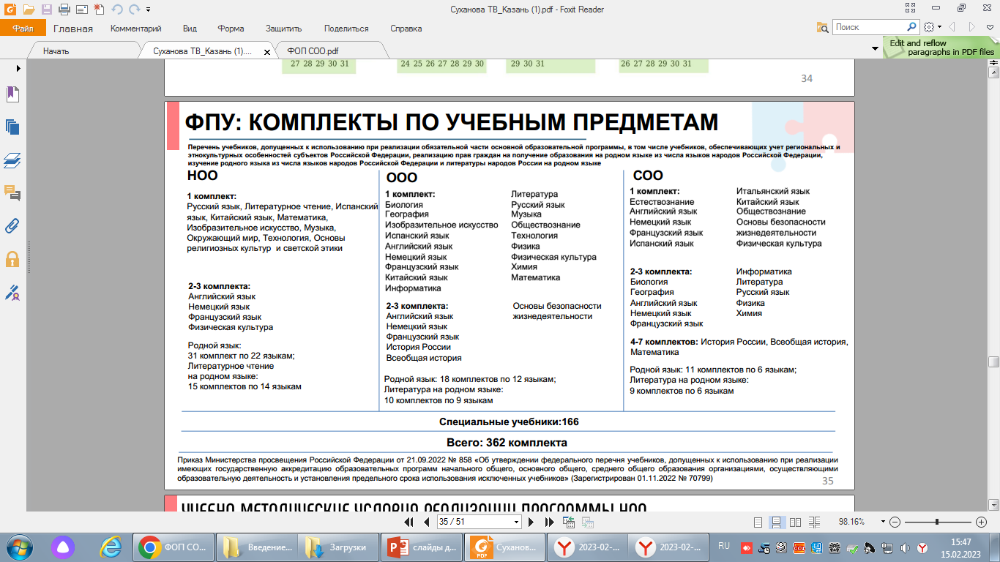 Суханова ТВ_Казань (1).pdf - Foxit Reader
Файл Главная Комментарий Вид Форма Защитить Поделиться Справка
Поиск
Начать
Суханова ТВ_Казань (1)....
ФОП СОО.pdf
Edit and reflow
paragraphs in PDF files
27 28 29 30 31
24 25 26 27 28 29 30
29 30 31
26 27 28 29 30 31
34
ФПУ: КОМПЛЕКТЫ ПО УЧЕБНЫМ ПРЕДМЕТАМ
Перечень учебников, допущенных к использованию при реализации обязательной части основной образовательной программы, в том числе учебников, обеспечивающих учет региональных и
этнокультурных особенностей субъектов Российской Федерации, реализацию прав граждан на получение образования на родном языке из числа языков народов Российской Федерации,
изучение родного языка из числа языков народов Российской Федерации и литературы народов России на родном языке
НОО
1 комплект:
Русский язык, Литературное чтение, Испанский
язык, Китайский язык, Математика,
Изобразительное искусство, Музыка,
Окружающий мир, Технология, Основы
религиозных культур и светской этики
2-3 комплекта:
Английский язык
Немецкий язык
Французский язык
Физическая культура
Родной язык:
31 комплект по 22 языкам;
Литературное чтение
на родном языке:
15 комплектов по 14 языкам
ООО
1 комплект:
Биология
География
Изобразительное искусство
Испанский язык
Английский язык
Немецкий язык
Французский язык
Китайский язык
Информатика
Литература
Русский язык
Музыка
Обществознание
Технология
Физика
Физическая культура
Химия
Математика
2-3 комплекта:
Английский язык
Немецкий язык
Французский язык
История России
Всеобщая история
Основы безопасности
жизнедеятельности
Родной язык: 18 комплектов по 12 языкам;
Литература на родном языке:
10 комплектов по 9 языкам
СОО
1 комплект:
Естествознание
Английский язык
Немецкий язык
Французский язык
Испанский язык
Итальянский язык
Китайский язык
Обществознание
Основы безопасности
жизнедеятельности
Физическая культура
2-3 комплекта:
Биология
География
Английский язык
Немецкий язык
Французский язык
Информатика
Литература
Русский язык
Физика
Химия
4-7 комплектов: История России, Всеобщая история,
Математика
Родной язык: 11 комплектов по 6 языкам;
Литература на родном языке:
9 комплектов по 6 языкам
Специальные учебники:166
Всего: 362 комплекта
Приказ Министерства просвещения Российской Федерации от 21.09.2022 № 858 «Об утверждении федерального перечня учебников, допущенных к использованию при реализации
имеющих государственную аккредитацию образовательных программ начального общего, основного общего, среднего общего образования организациями, осуществляющими
образовательную деятельность и установления предельного срока использования исключенных учебников» (Зарегистрирован 01.11.2022 № 70799)
35
УЧЕБНО МЕТОДИЧЕСКИЕ УСЛОВИЯ РЕАЛИЗАЦИИ ПРОГРАММЫ НОО
35 / 51
98.16%
ФОП СО...
Введение...
Загрузки
слайды д...
Суханов...
2023-02-...
2023-02-...
RU
15:47
15.02.2023